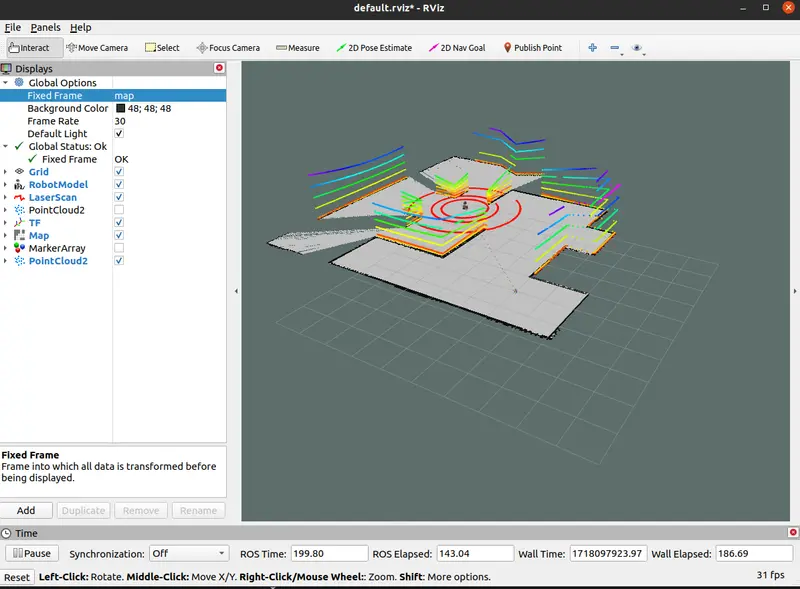 default.rviz* - RViz
File Panels Help
Interact Move Camera Select Focus Camera Measure 2D Pose Estimate 2D Nav Goal Publish Point
Displays
Global Options
Fixed Frame map
Background Color 48; 48; 48
Frame Rate 30
Default Light
Global Status: Ok
Fixed Frame OK
Grid
RobotModel
LaserScan
PointCloud2
TF
Map
MarkerArray
PointCloud2
Fixed Frame
Frame into which all data is transformed before
being displayed.
Add Duplicate Remove Rename
Time
Pause Synchronization: Off ROS Time: 199.80 ROS Elapsed: 143.04 Wall Time: 1718097923.97 Wall Elapsed: 186.69
Reset Left-Click: Rotate. Middle-Click: Move X/Y. Right-Click/Mouse Wheel:: Zoom. Shift: More options. 31 fps